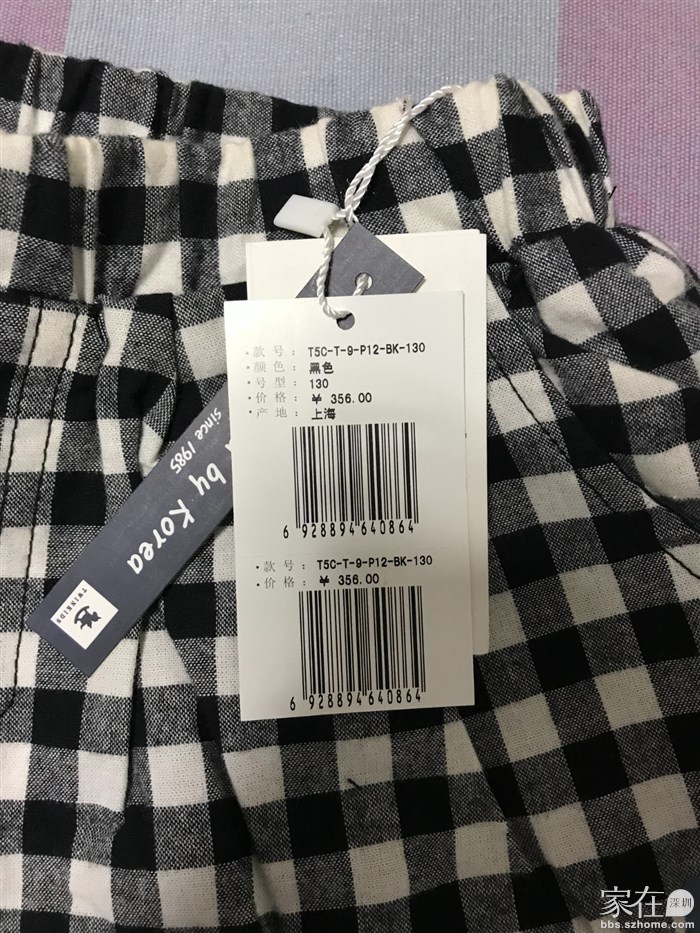 · 款 号 : T5C-T-9-P12-BK-130
· 颜 色 : 黑色
· 号 型 : 130
· 价 格 : ¥ 356.00
· 产 地 : 上海
6 928894 640864
· 款 号 : T5C-T-9-P12-BK-130
· 价 格 : ¥ 356.00
6 928894 640864
by Korea
since 1985
TWINKIDS
家在深圳
bbs.szhome.com